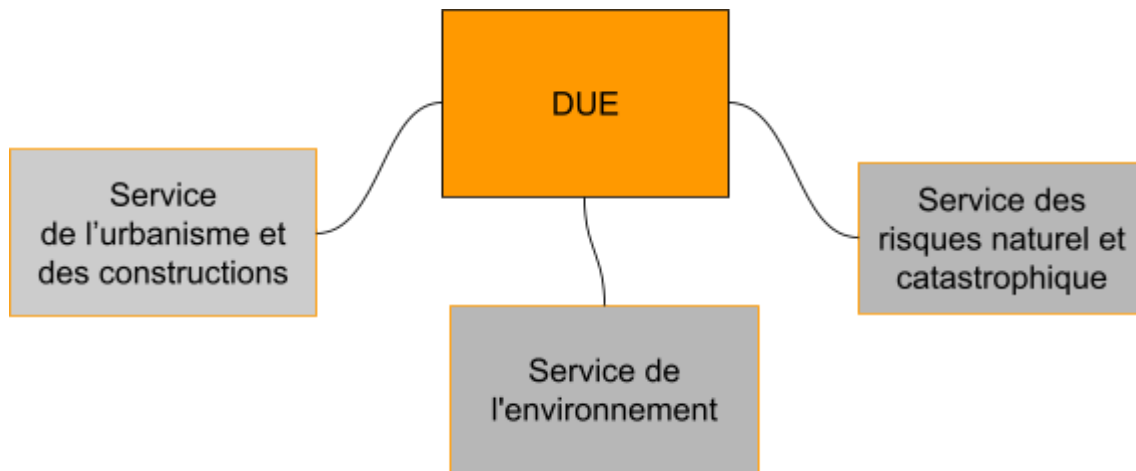 DUE
Service
de l’urbanisme et
des constructions
Service des
risques naturel et
catastrophique
Service de
l'environnement